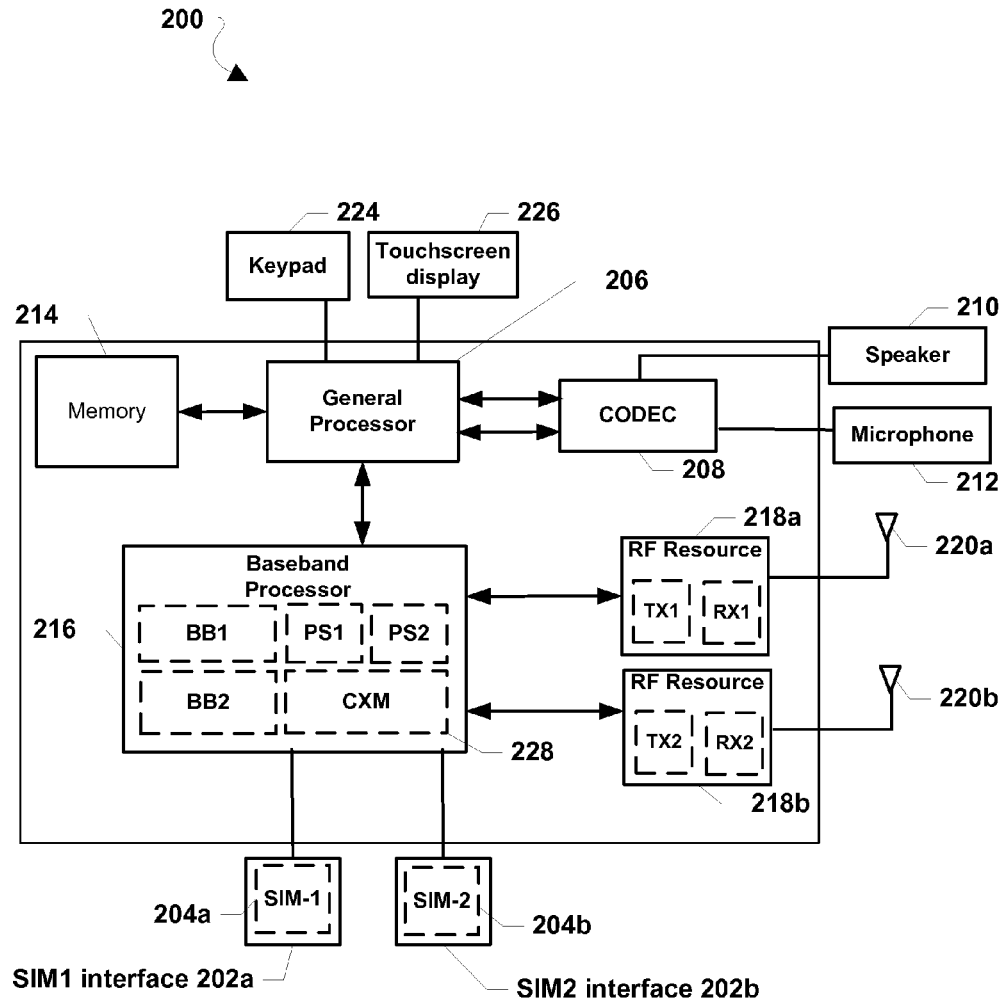 200
224
226
Keypad
Touchscreen
display
206
214
210
Memory
General
Processor
CODEC
Speaker
Microphone
208
212
218a
Baseband
Processor
RF Resource
220a
216
BB1
PS1
PS2
TX1
RX1
BB2
CXM
RF Resource
220b
228
TX2
RX2
218b
SIM-1
SIM-2
204a
204b
SIM1 interface 202a
SIM2 interface 202b